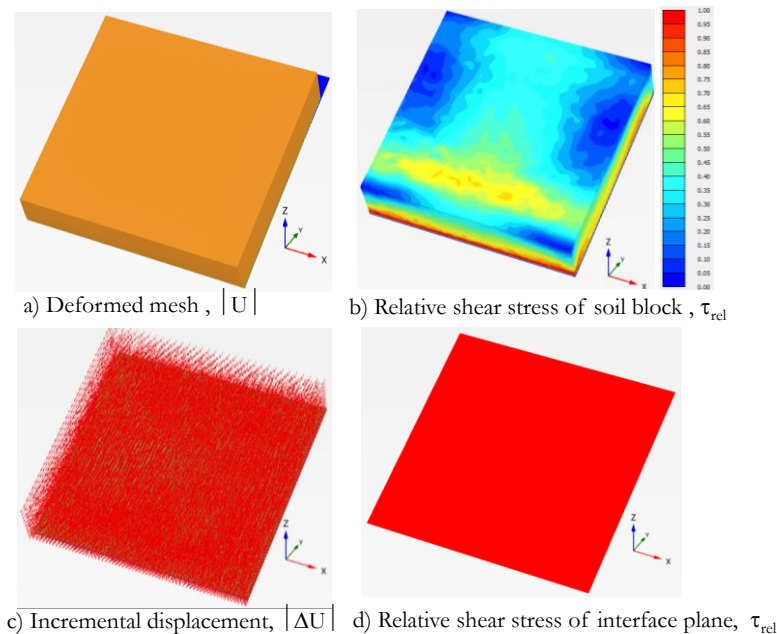 1.00
0.95
0.90
0.85
0.80
0.75
0.70
0.65
0.60
0.55
0.50
0.45
0.40
0.35
0.30
0.25
0.20
0.15
0.10
0.05
0.00
Z
Y
X
Z
Y
X
a) Deformed mesh , |U|
b) Relative shear stress of soil block , τrel
Z
Y
X
Z
Y
X
c) Incremental displacement, |ΔU|
d) Relative shear stress of interface plane, τrel